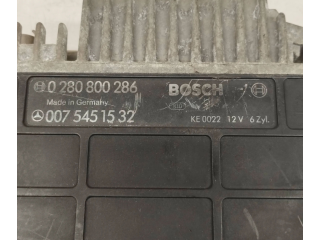 0 280 800 286 BOSCH
Made in Germany
007 545 15 32 KE 0022 12 V 6 Zyl.